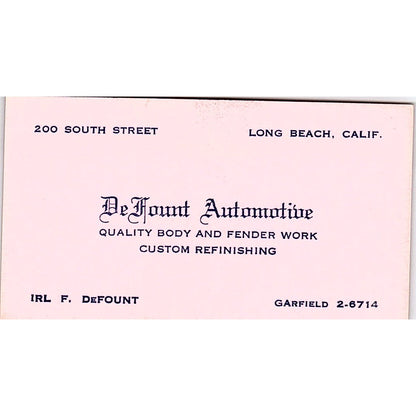 200 SOUTH STREET LONG BEACH, CALIF.
DeFount Automotive
QUALITY BODY AND FENDER WORK
CUSTOM REFINISHING
IRL F. DeFOUNT GARFIELD 2-6714